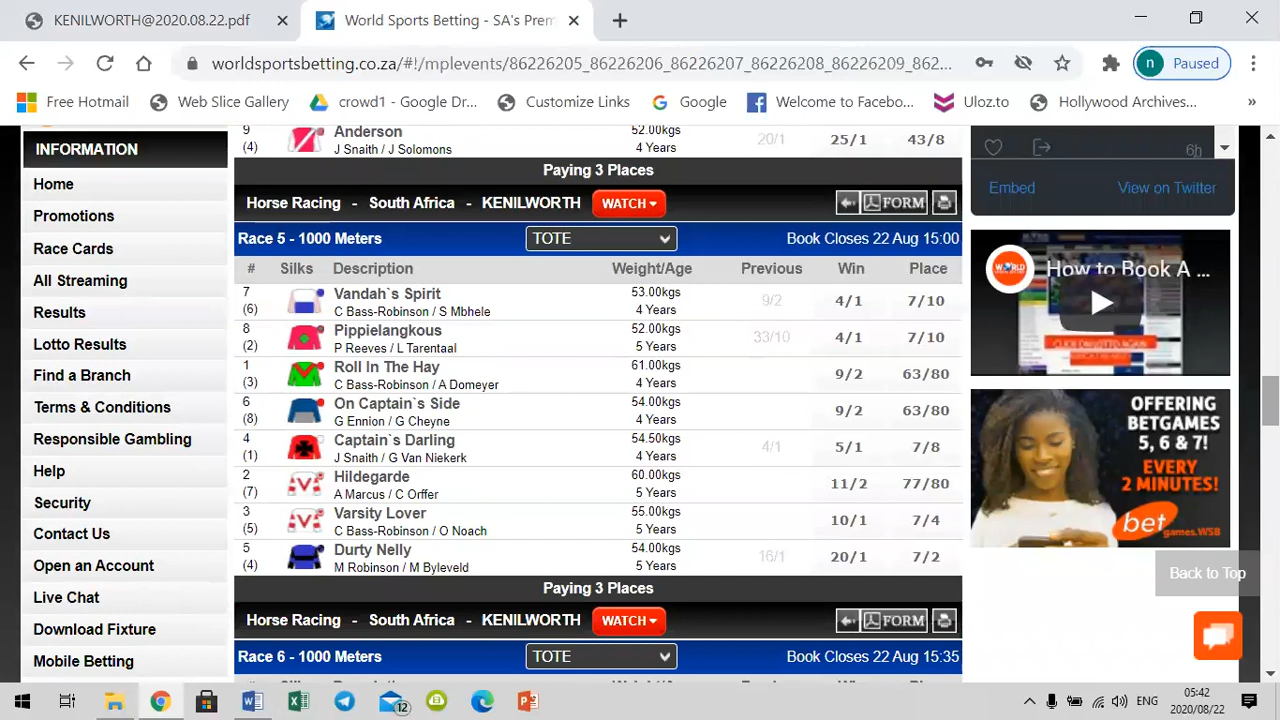 KENILWORTH@2020.08.22.pdf
World Sports Betting - SA's Prem
worldsportsbetting.co.za/#!/mplevents/86226205_86226206_86226207_86226208_86226209_862...
n Paused
Free Hotmail
Web Slice Gallery
crowd1 - Google Dr...
Customize Links
Google
Welcome to Facebo...
Uloz.to
Hollywood Archives...
»
INFORMATION
Home
Promotions
Race Cards
All Streaming
Results
Lotto Results
Find a Branch
Terms & Conditions
Responsible Gambling
Help
Security
Contact Us
Open an Account
Live Chat
Download Fixture
Mobile Betting
9 Anderson 52.00kgs 20/1 25/1 43/8
(4) J Snaith / J Solomons 4 Years
Paying 3 Places
Horse Racing - South Africa - KENILWORTH WATCH FORM
Race 5 - 1000 Meters TOTE Book Closes 22 Aug 15:00
# Silks Description Weight/Age Previous Win Place
7 Vandah`s Spirit 53.00kgs 9/2 4/1 7/10
(6) C Bass-Robinson / S Mbhele 4 Years
8 Pippielangkous 52.00kgs 33/10 4/1 7/10
(2) P Reeves / L Tarentaal 5 Years
1 Roll In The Hay 61.00kgs 9/2 63/80
(3) C Bass-Robinson / A Domeyer 4 Years
6 On Captain`s Side 54.00kgs 9/2 63/80
(8) G Ennion / G Cheyne 4 Years
4 Captain`s Darling 54.50kgs 4/1 5/1 7/8
(1) J Snaith / G Van Niekerk 4 Years
2 Hildegarde 60.00kgs 11/2 77/80
(7) A Marcus / C Orffer 5 Years
3 Varsity Lover 55.00kgs 10/1 7/4
(5) C Bass-Robinson / O Noach 5 Years
5 Durty Nelly 54.00kgs 16/1 20/1 7/2
(4) M Robinson / M Byleveld 5 Years
Paying 3 Places
Horse Racing - South Africa - KENILWORTH WATCH FORM
Race 6 - 1000 Meters TOTE Book Closes 22 Aug 15:35
6h
Embed View on Twitter
How to Book A ...
OFFERING
BETGAMES
5, 6 & 7!
EVERY
2 MINUTES!
bet games.WSB
Back to Top
12
ENG
05:42
2020/08/22